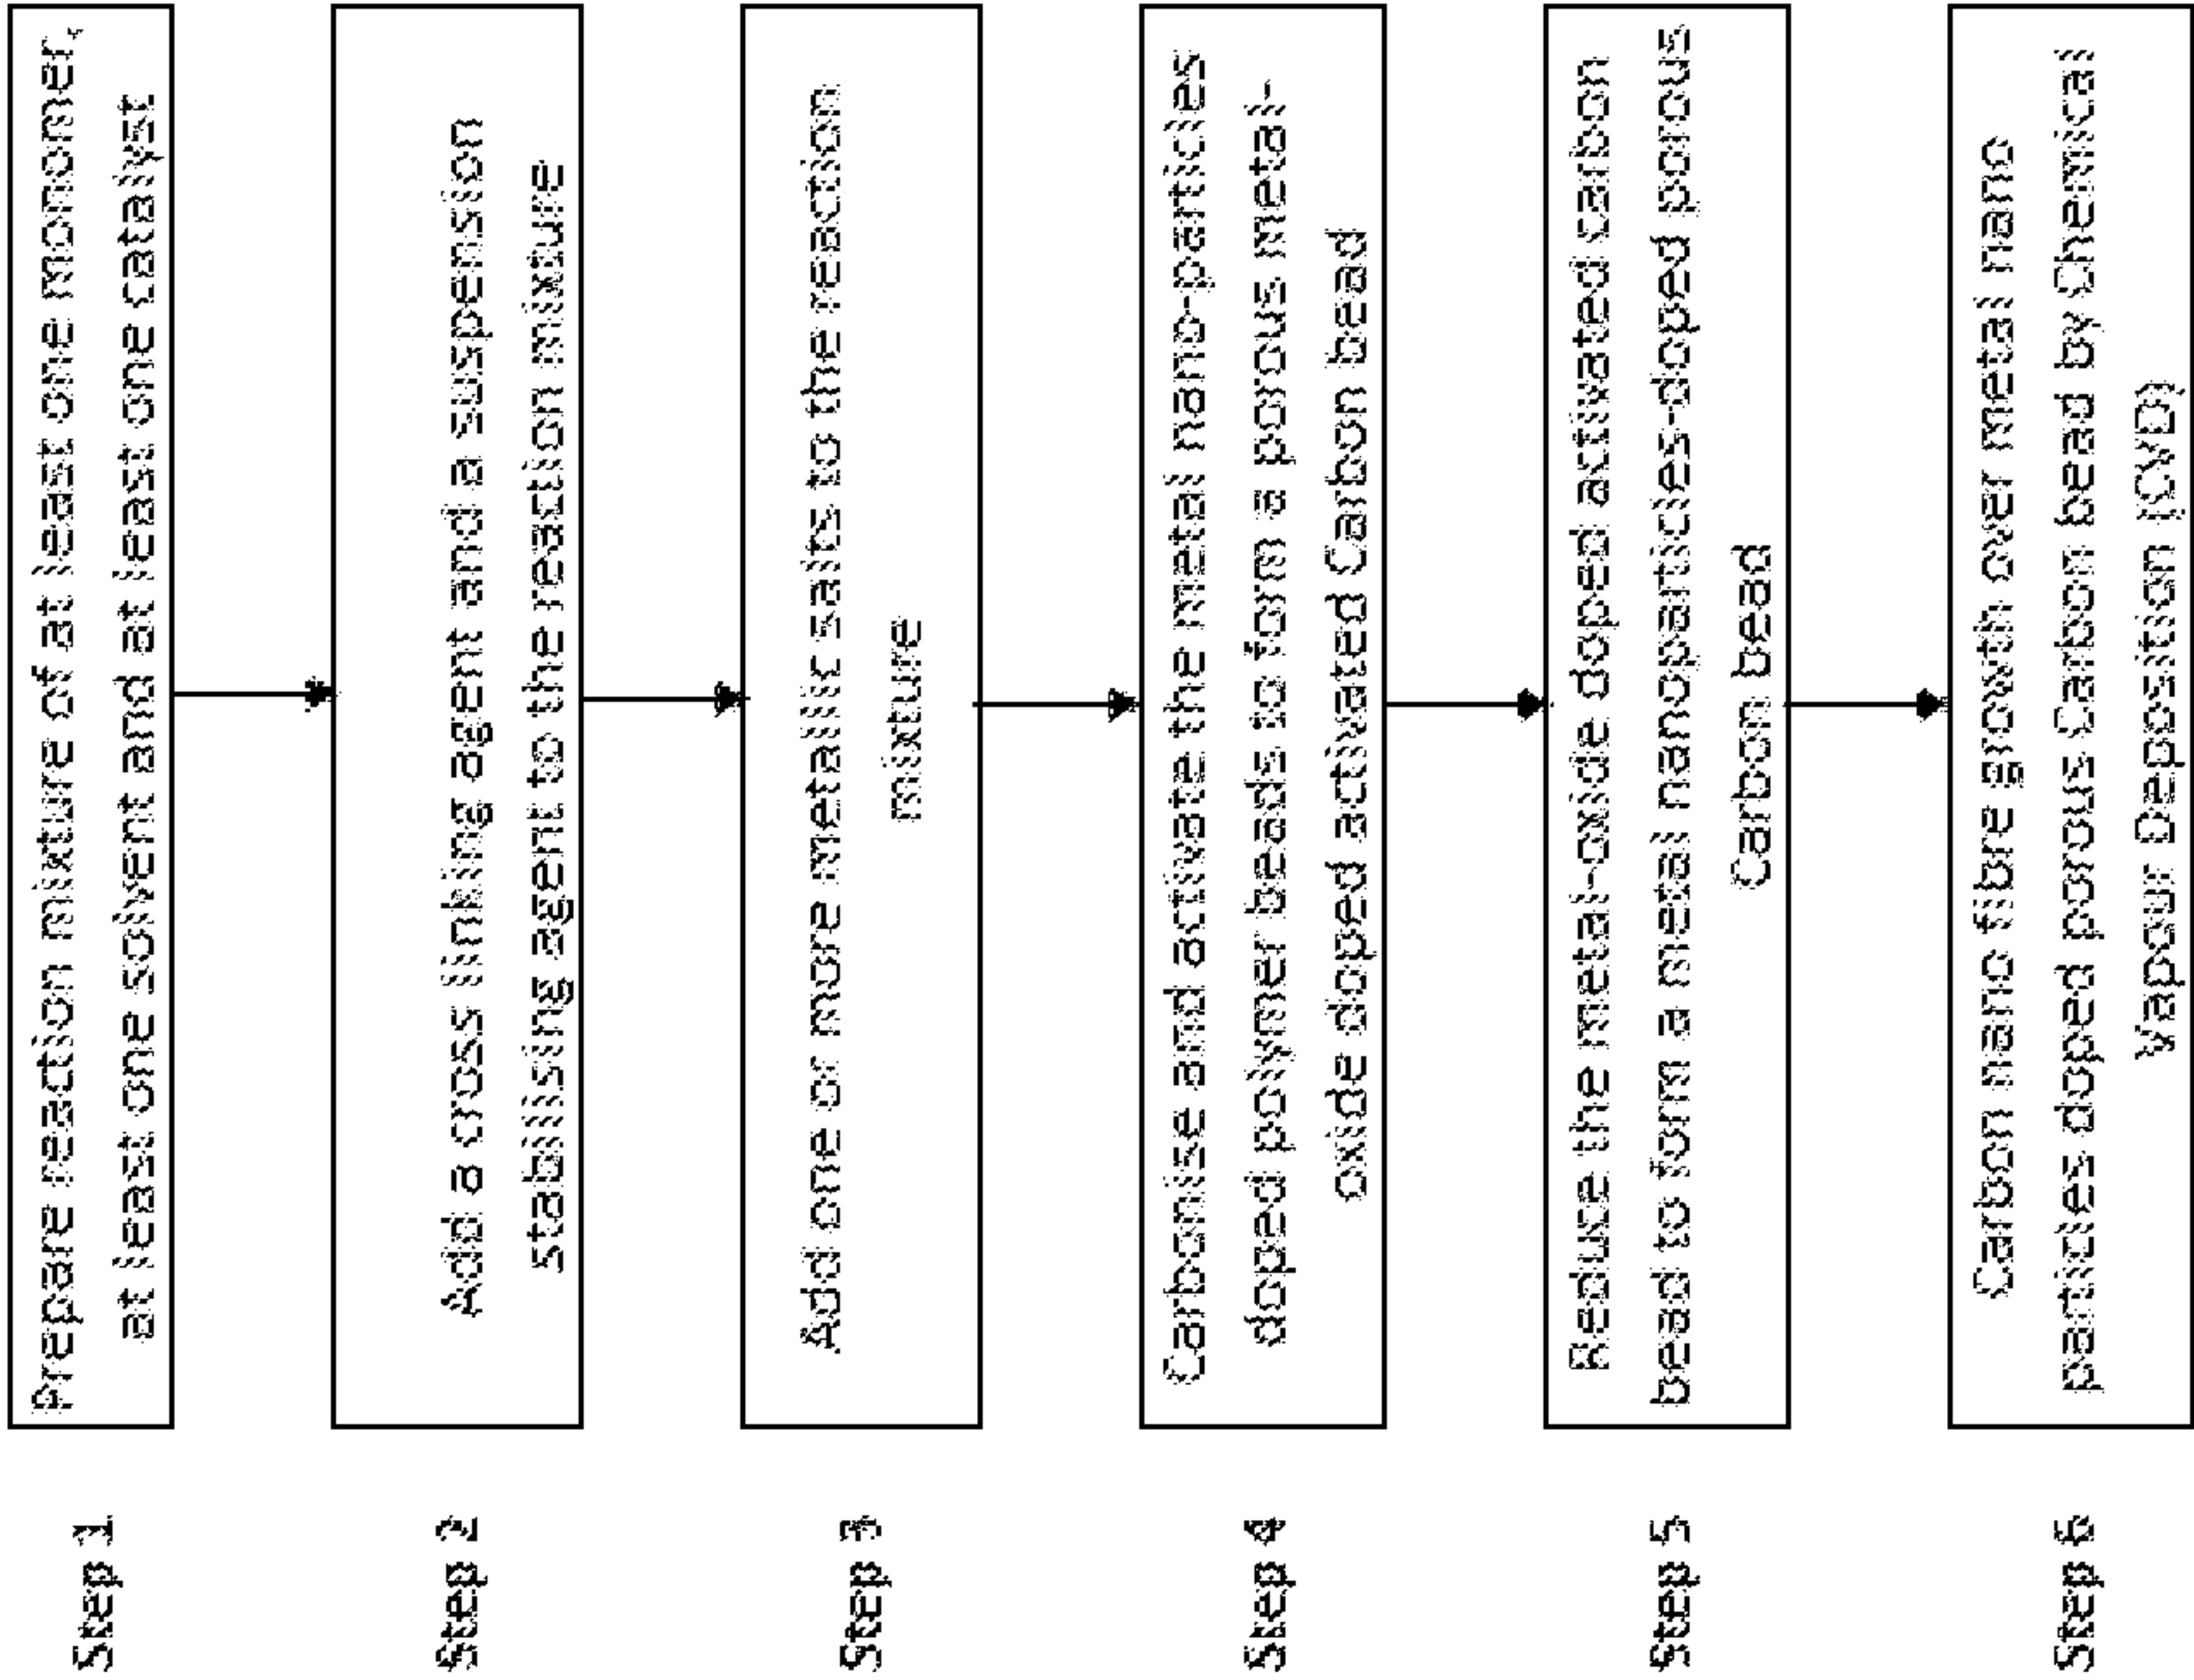 Step 1
Prepare reaction mixture of at least one monomer,
at least one solvent and at least one catalyst
Step 2
Add a cross linking agent and a suspension
stabilising agent to the reaction mixture
Step 3
Add one or more metallic salts to the reaction
mixture
Step 4
Carbonise and activate the metal nano-particles
doped polymer beads to form a porous metal-
oxide doped activated Carbon bead
Step 5
Reduce the metal-oxide doped activated carbon
bead to form a metal nanoparticles-doped porous
Carbon bead
Step 6
Carbon nano fibre growth over metal nano
particles doped porous Carbon bead by Chemical
Vapour Deposition (CVD)